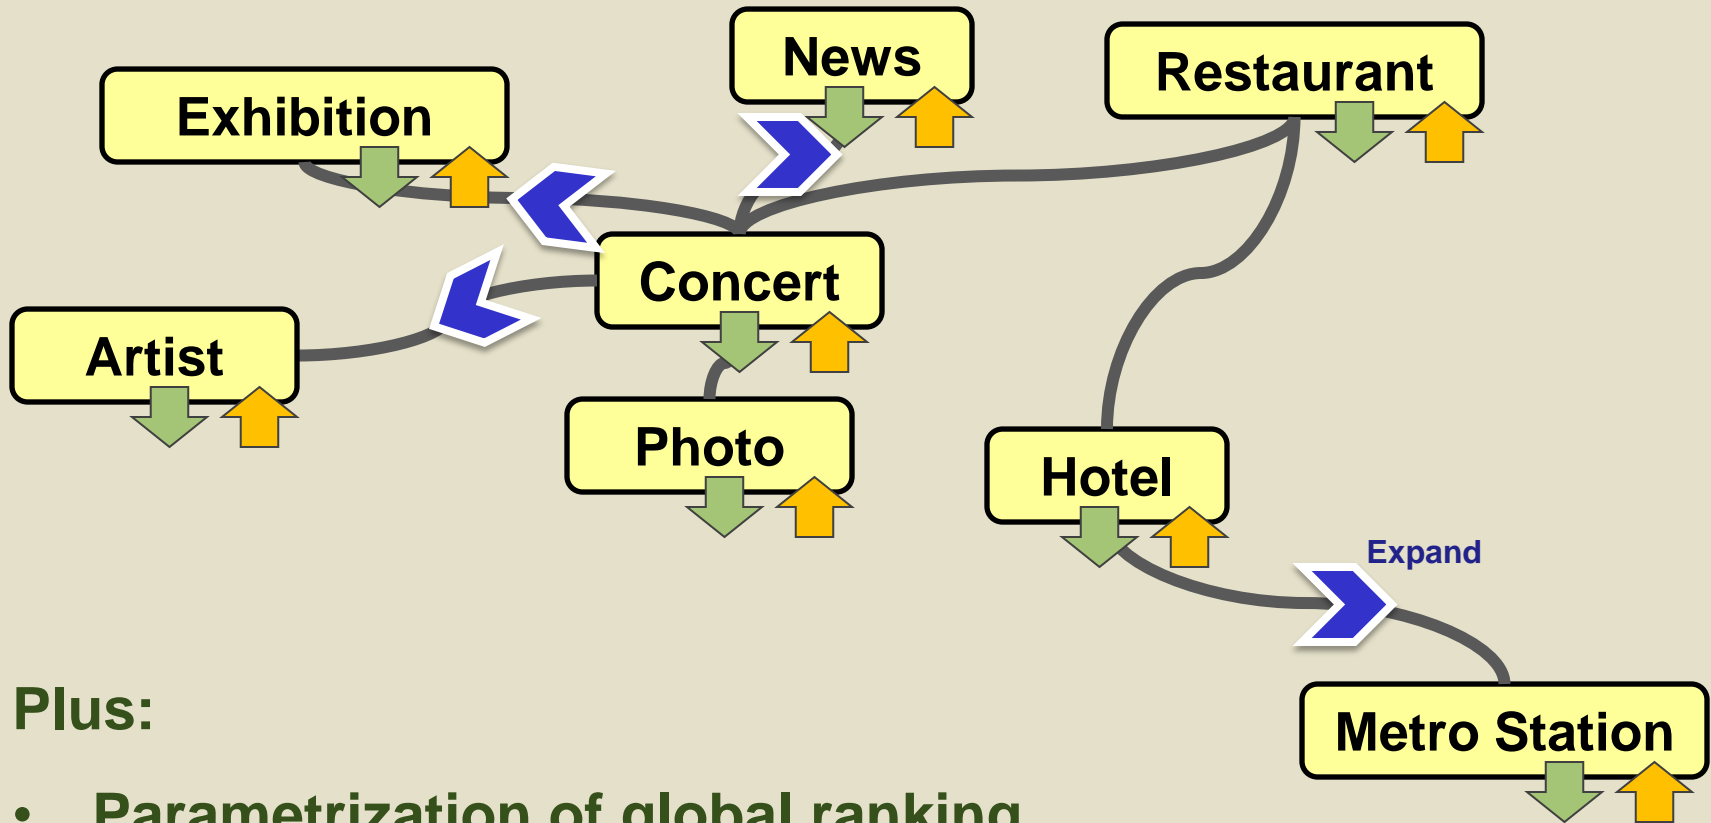 News
Restaurant
Exhibition
Concert
Artist
Photo
Hotel
Expand
Plus:
Metro Station
• Parametrization of global ranking